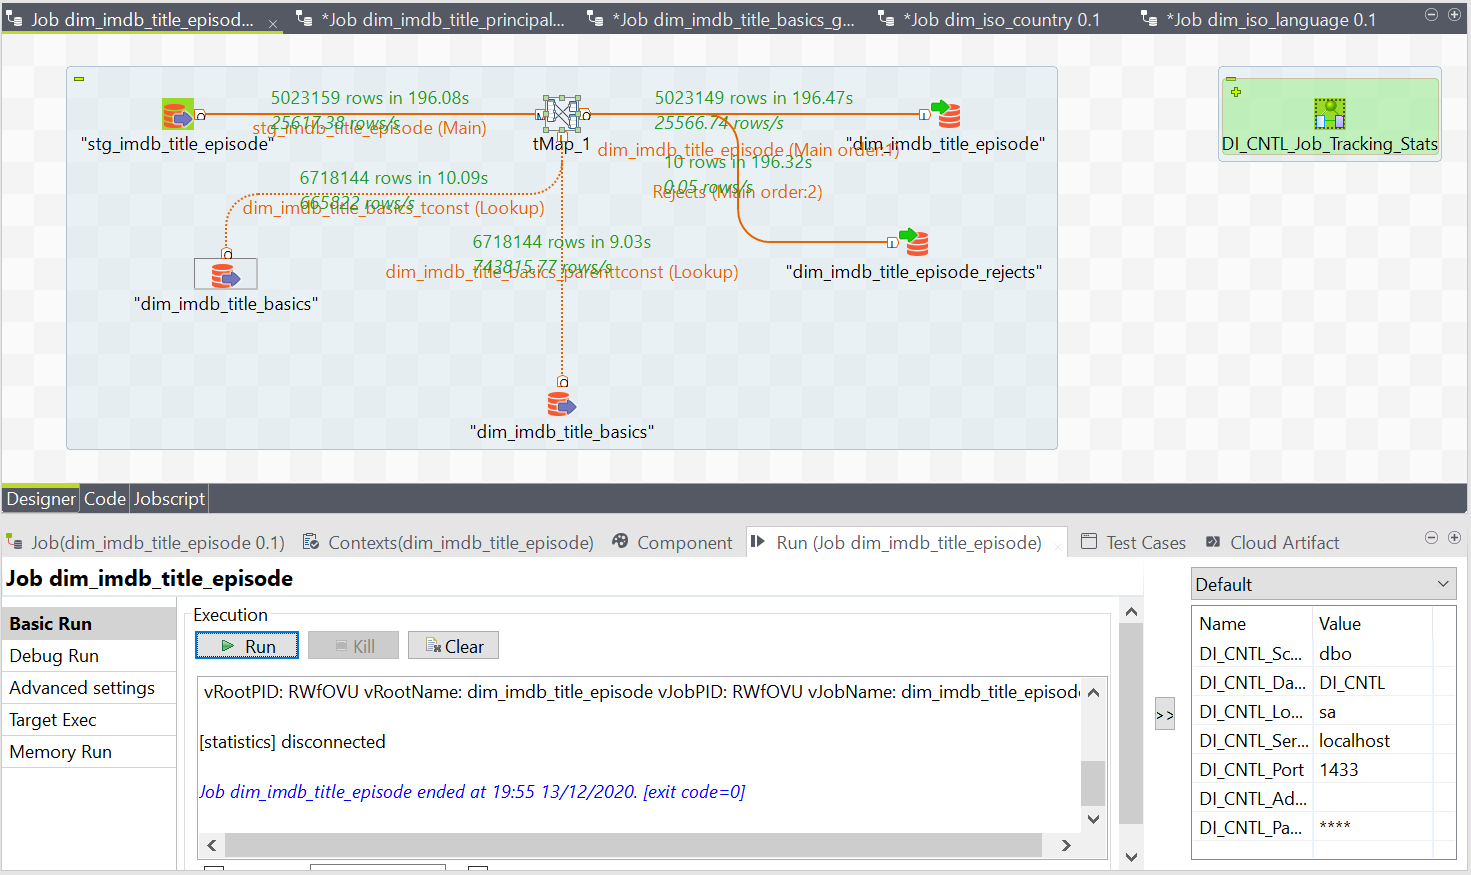 Job dim_imdb_title_episod...
*Job dim_imdb_title_principal...
*Job dim_imdb_title_basics_g...
*Job dim_iso_country 0.1
*Job dim_iso_language 0.1
5023159 rows in 196.08s
25617.38 rows/s
stg_imdb_title_episode (Main)
"stg_imdb_title_episode"
tMap_1
5023149 rows in 196.47s
25566.74 rows/s
dim_imdb_title_episode (Main order:1)
"dim_imdb_title_episode"
10 rows in 196.32s
0.05 rows/s
Rejects (Main order:2)
"dim_imdb_title_episode_rejects"
6718144 rows in 10.09s
665822 rows/s
dim_imdb_title_basics_tconst (Lookup)
"dim_imdb_title_basics"
6718144 rows in 9.03s
743815.77 rows/s
dim_imdb_title_basics_parenttconst (Lookup)
"dim_imdb_title_basics"
DI_CNTL_Job_Tracking_Stats
Designer Code Jobscript
Job(dim_imdb_title_episode 0.1)
Contexts(dim_imdb_title_episode)
Component
Run (Job dim_imdb_title_episode)
Test Cases
Cloud Artifact
Job dim_imdb_title_episode
Basic Run
Debug Run
Advanced settings
Target Exec
Memory Run
Execution
Run
Kill
Clear
vRootPID: RWfOVU vRootName: dim_imdb_title_episode vJobPID: RWfOVU vJobName: dim_imdb_title_episode
[statistics] disconnected
Job dim_imdb_title_episode ended at 19:55 13/12/2020. [exit code=0]
>>
Default
Name Value
DI_CNTL_Sc... dbo
DI_CNTL_Da... DI_CNTL
DI_CNTL_Lo... sa
DI_CNTL_Ser... localhost
DI_CNTL_Port 1433
DI_CNTL_Ad...
DI_CNTL_Pa... ****